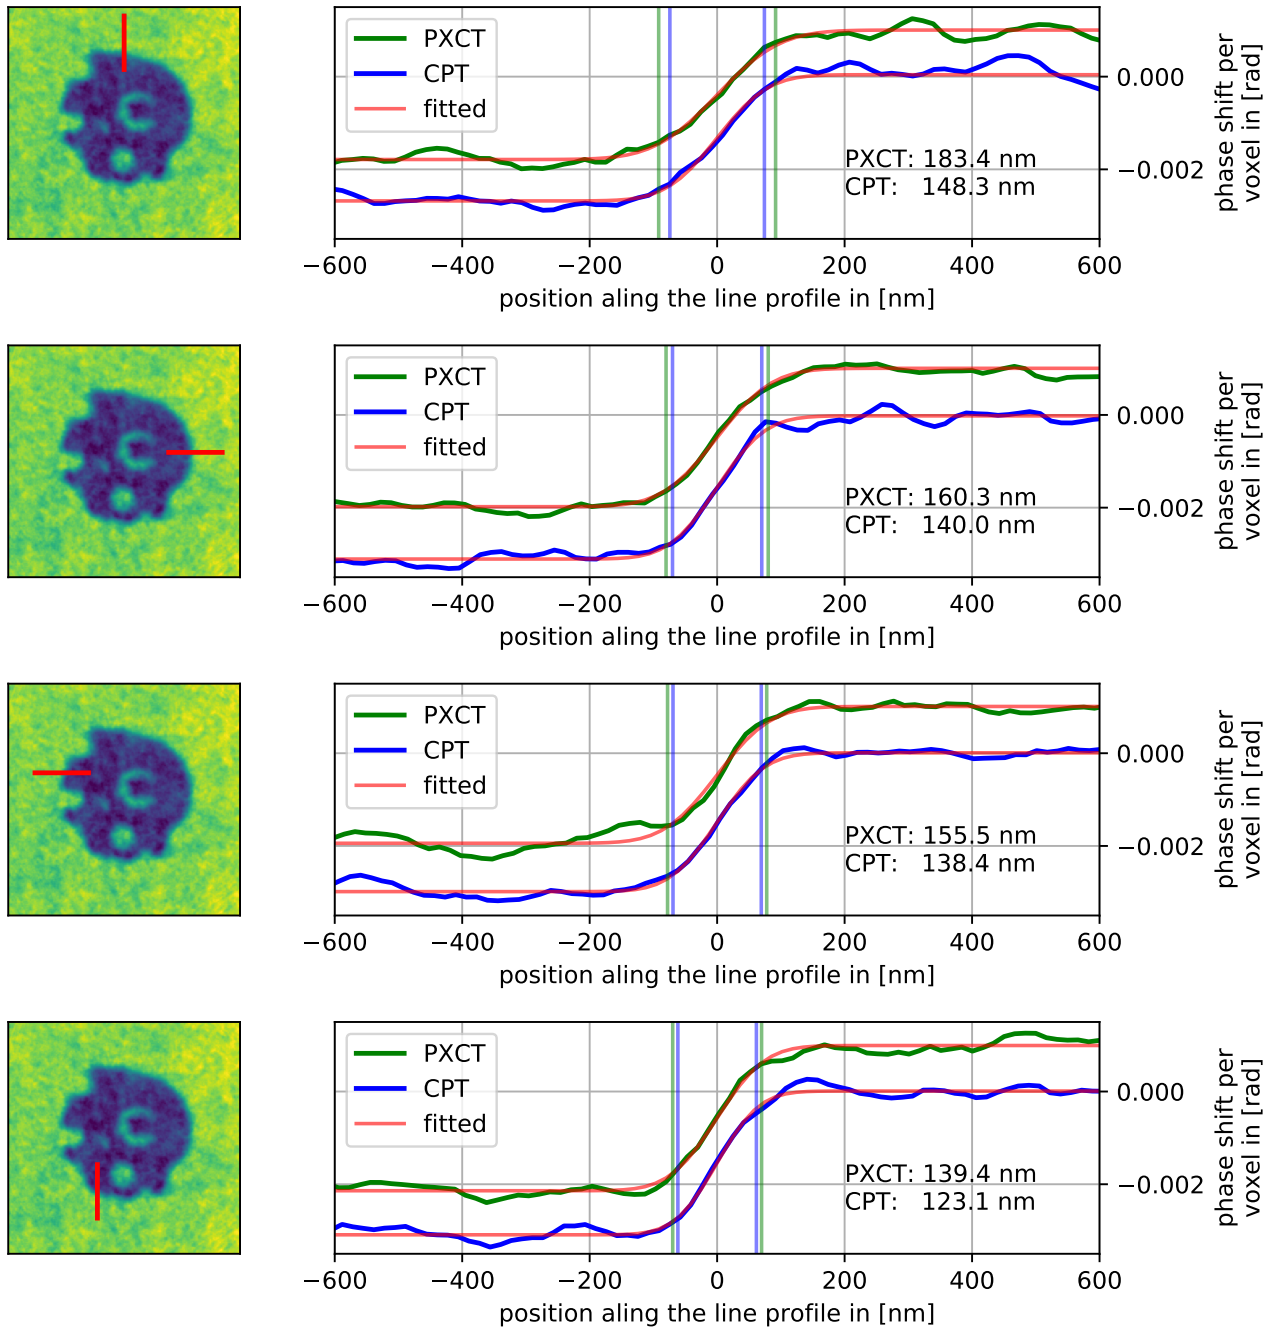 PXCT
CPT
fitted
PXCT: 183.4 nm
CPT: 148.3 nm
0.000
−0.002
phase shift per
voxel in [rad]
−600 −400 −200 0 200 400 600
position aling the line profile in [nm]
PXCT
CPT
fitted
PXCT: 160.3 nm
CPT: 140.0 nm
0.000
−0.002
phase shift per
voxel in [rad]
−600 −400 −200 0 200 400 600
position aling the line profile in [nm]
PXCT
CPT
fitted
PXCT: 155.5 nm
CPT: 138.4 nm
0.000
−0.002
phase shift per
voxel in [rad]
−600 −400 −200 0 200 400 600
position aling the line profile in [nm]
PXCT
CPT
fitted
PXCT: 139.4 nm
CPT: 123.1 nm
0.000
−0.002
phase shift per
voxel in [rad]
−600 −400 −200 0 200 400 600
position aling the line profile in [nm]